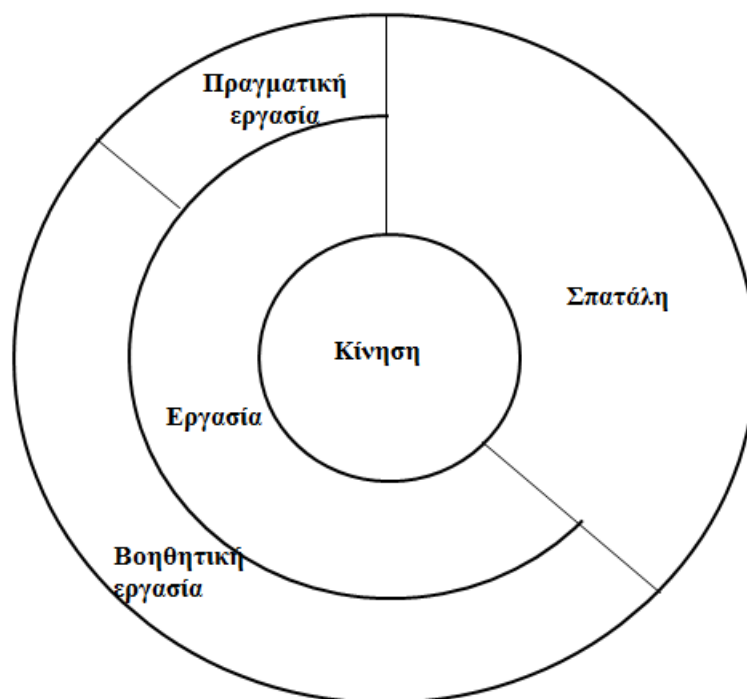 Πραγματική
εργασία
Σπατάλη
Κίνηση
Εργασία
Βοηθητική
εργασία